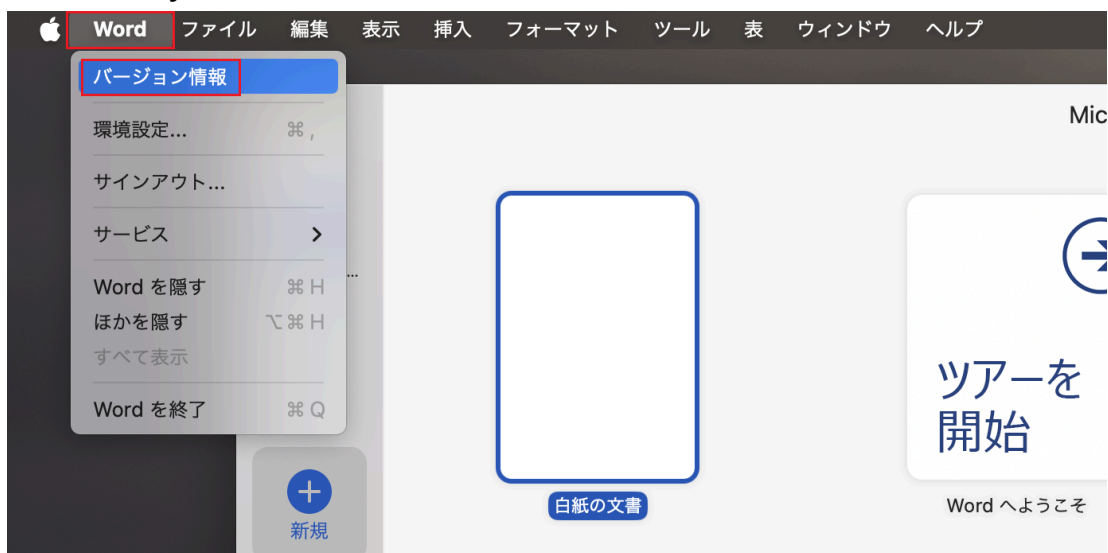 Word ファイル 編集 表示 挿入 フォーマット ツール 表 ウィンドウ ヘルプ
バージョン情報
環境設定... ⌘ ,
サインアウト...
サービス
Word を隠す ⌘ H
ほかを隠す ⌥ ⌘ H
すべて表示
Word を終了 ⌘ Q
...
新規
Mic
白紙の文書
ツアーを
開始
Word へようこそ